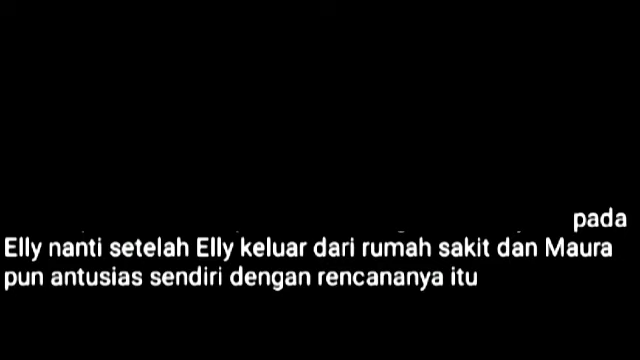 pada
Elly nanti setelah Elly keluar dari rumah sakit dan Maura
pun antusias sendiri dengan rencananya itu